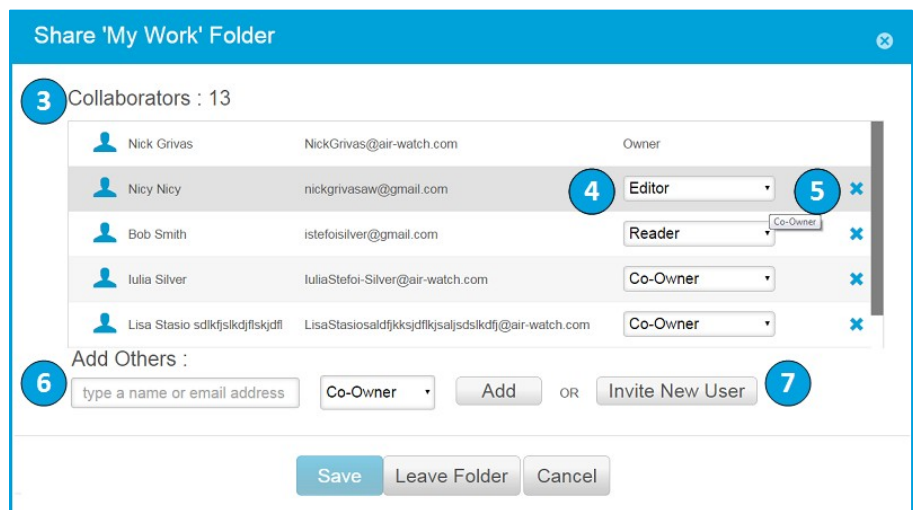 Share 'My Work' Folder
3 Collaborators : 13
Nick Grivas NickGrivas@air-watch.com Owner
Nicy Nicy nickgrivasaw@gmail.com 4 Editor 5
Co-Owner
Bob Smith istefoisilver@gmail.com Reader
Iulia Silver IuliaStefoi-Silver@air-watch.com Co-Owner
Lisa Stasio sdlkfjslkdjflskjdfl LisaStasiosaldfjkksjdflkjsaljsdslkdfj@air-watch.com Co-Owner
Add Others :
6 type a name or email address Co-Owner Add OR Invite New User 7
Save Leave Folder Cancel